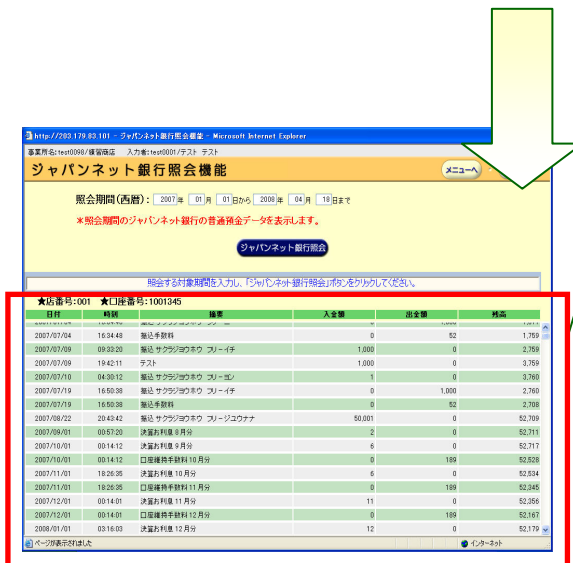 http://203.179.83.101 - ジャパンネット銀行照会機能 - Microsoft Internet Explorer
事業所名:test0098/練習商店 入力者:test0001/テスト テスト
ジャパンネット銀行照会機能 メニューへ
照会期間(西暦): 2007 年 01 月 01 日から 2008 年 04 月 18 日まで
*照会期間のジャパンネット銀行の普通預金データを表示します。
ジャパンネット銀行照会
照会する対象期間を入力し、「ジャパンネット銀行照会」ボタンをクリックしてください。
★店番号:001 ★口座番号:1001345
日付 時刻 摘要 入金額 出金額 残高
2007/07/04 16:34:48 振込手数料 0 52 1,759
2007/07/09 09:33:20 振込 サクラジヨウホウ フリーイチ 1,000 0 2,759
2007/07/09 19:42:11 テスト 1,000 0 3,759
2007/07/10 04:30:12 振込 サクラジヨウホウ フリーヨン 1 0 3,760
2007/07/19 16:50:38 振込 サクラジヨウホウ フリーイチ 0 1,000 2,760
2007/07/19 16:50:38 振込手数料 0 52 2,708
2007/08/22 20:43:42 振込 サクラジヨウホウ フリージユウナナ 50,001 0 52,709
2007/09/01 00:57:20 決算お利息 8月分 2 0 52,711
2007/10/01 00:14:12 決算お利息 9月分 6 0 52,717
2007/10/01 00:14:12 口座維持手数料 10月分 0 189 52,528
2007/11/01 18:26:35 決算お利息 10月分 6 0 52,534
2007/11/01 18:26:35 口座維持手数料 11月分 0 189 52,345
2007/12/01 00:14:01 決算お利息 11月分 11 0 52,356
2007/12/01 00:14:01 口座維持手数料 12月分 0 189 52,167
2008/01/01 03:16:03 決算お利息 12月分 12 0 52,179
ページが表示されました インターネット